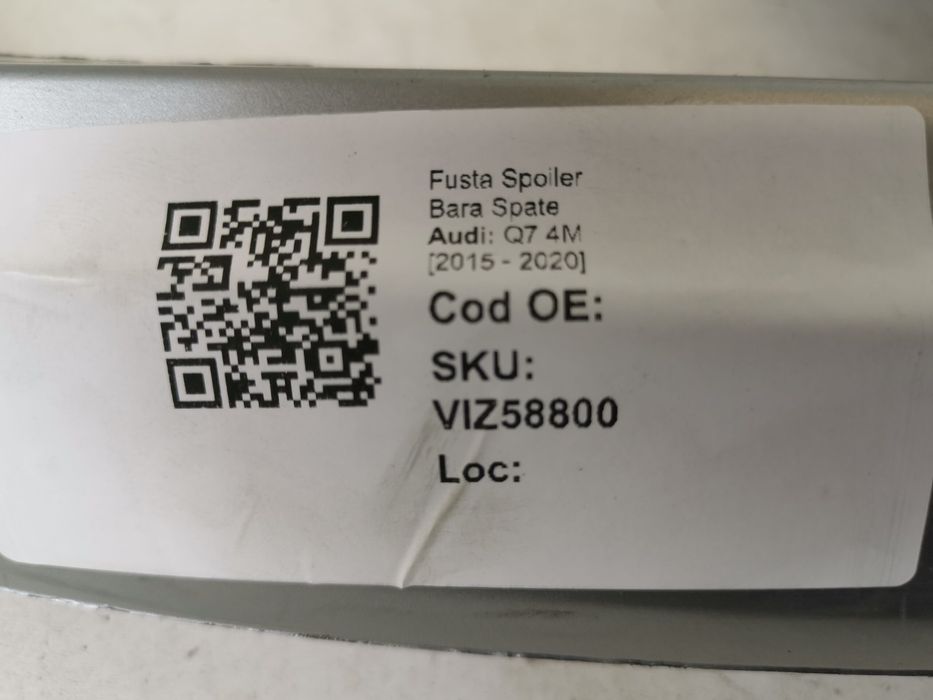 Fusta Spoiler
Bara Spate
Audi: Q7 4M
[2015 - 2020]
Cod OE:
SKU:
VIZ58800
Loc: